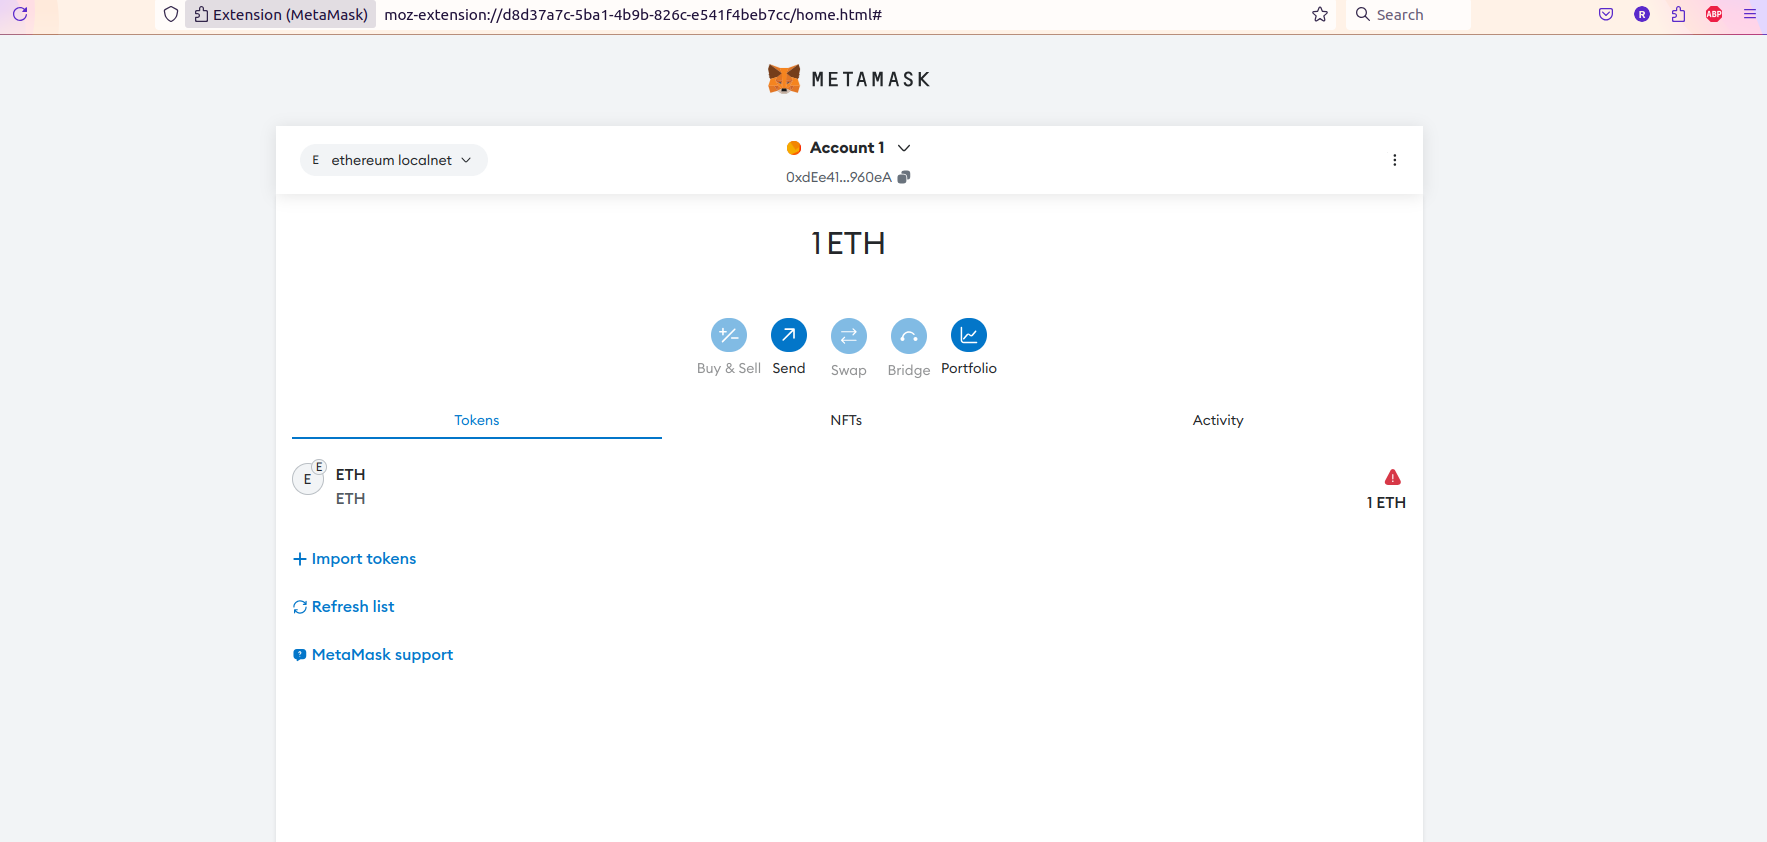 Extension (MetaMask) moz-extension://d8d37a7c-5ba1-4b9b-826c-e541f4beb7cc/home.html# Search R ABP
METAMASK
E ethereum localnet
Account 1
0xdEe41...960eA
1 ETH
Buy & Sell Send Swap Bridge Portfolio
Tokens NFTs Activity
E E ETH
ETH 1 ETH
Import tokens
Refresh list
MetaMask support